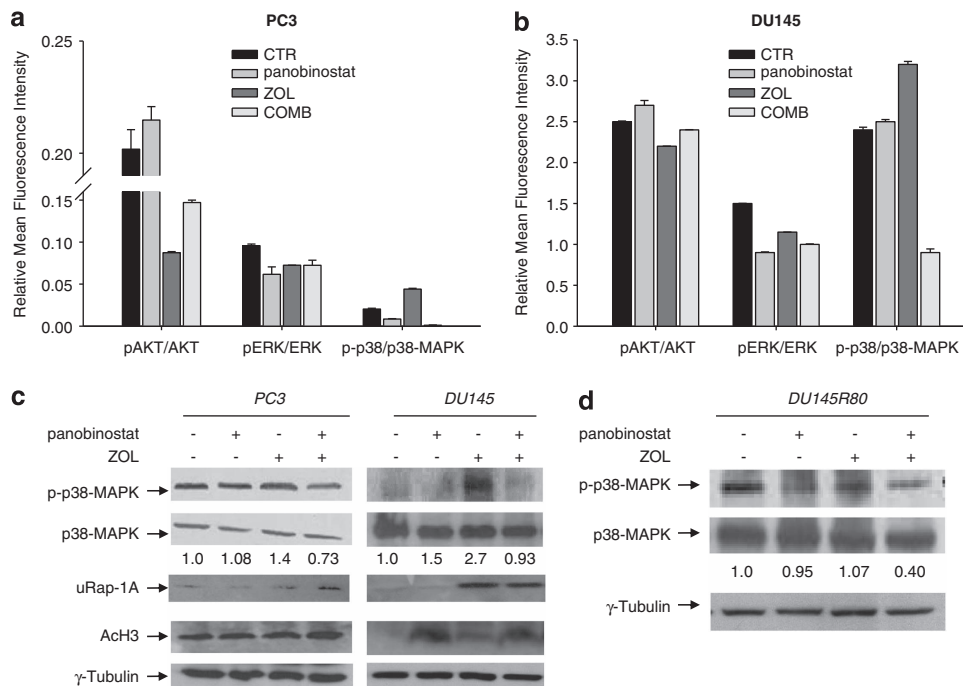 a
PC3
Relative Mean Fluorescence Intensity
0.25
0.20
0.15
0.10
0.05
0.00
CTR
panobinostat
ZOL
COMB
pAKT/AKT
pERK/ERK
p-p38/p38-MAPK
b
DU145
Relative Mean Fluorescence Intensity
3.5
3.0
2.5
2.0
1.5
1.0
0.5
0.0
CTR
panobinostat
ZOL
COMB
pAKT/AKT
pERK/ERK
p-p38/p38-MAPK
c
PC3
DU145
panobinostat - + - + - + - +
ZOL - - + + - - + +
p-p38-MAPK
p38-MAPK
1.0 1.08 1.4 0.73 1.0 1.5 2.7 0.93
uRap-1A
AcH3
γ-Tubulin
d
DU145R80
panobinostat - + - +
ZOL - - + +
p-p38-MAPK
p38-MAPK
1.0 0.95 1.07 0.40
γ-Tubulin